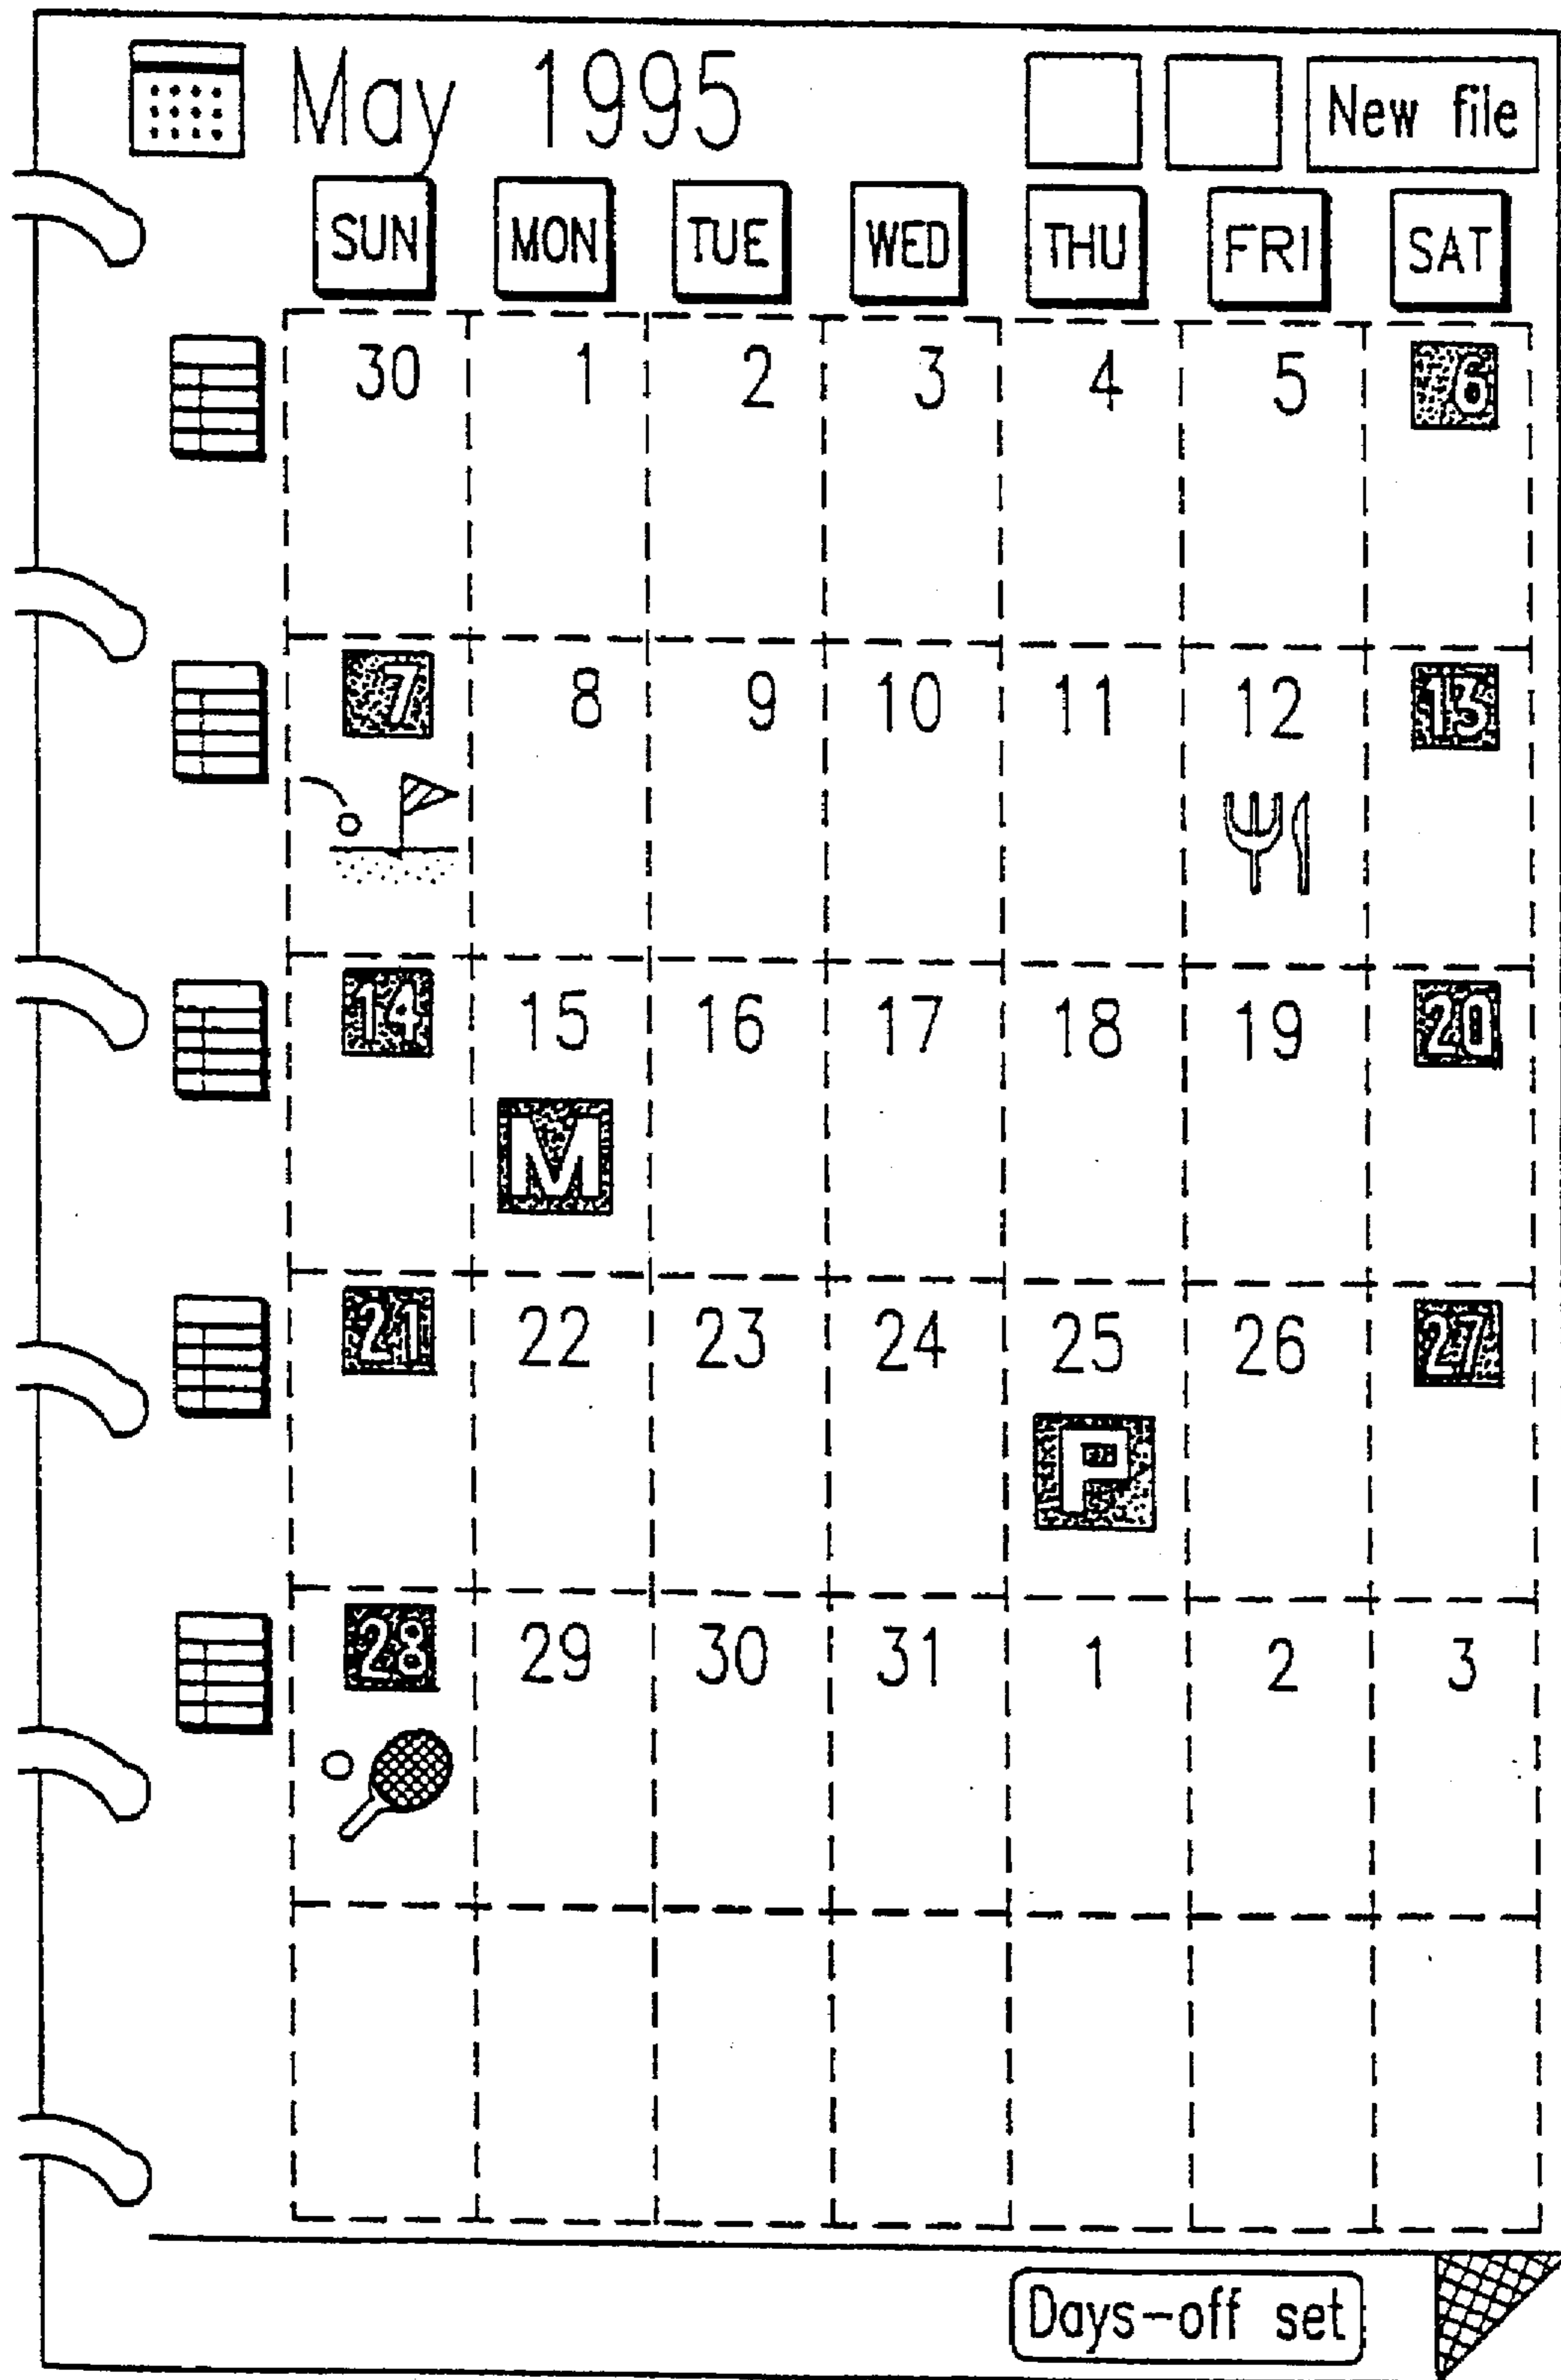 May 1995 New file
SUN MON TUE WED THU FRI SAT
30 1 2 3 4 5 6
7 8 9 10 11 12 13
14 15 16 17 18 19 20
M
21 22 23 24 25 26 27
P
28 29 30 31 1 2 3
Days-off set